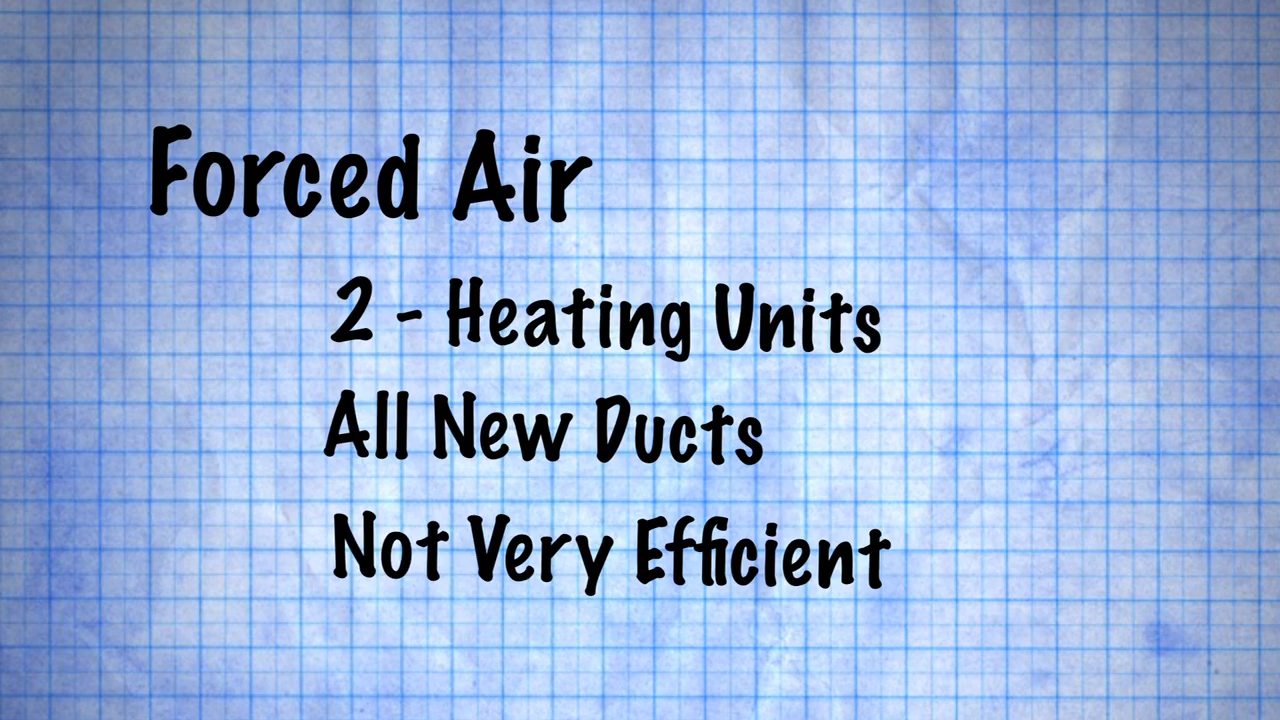 Forced Air
2 - Heating Units
All New Ducts
Not Very Efficient